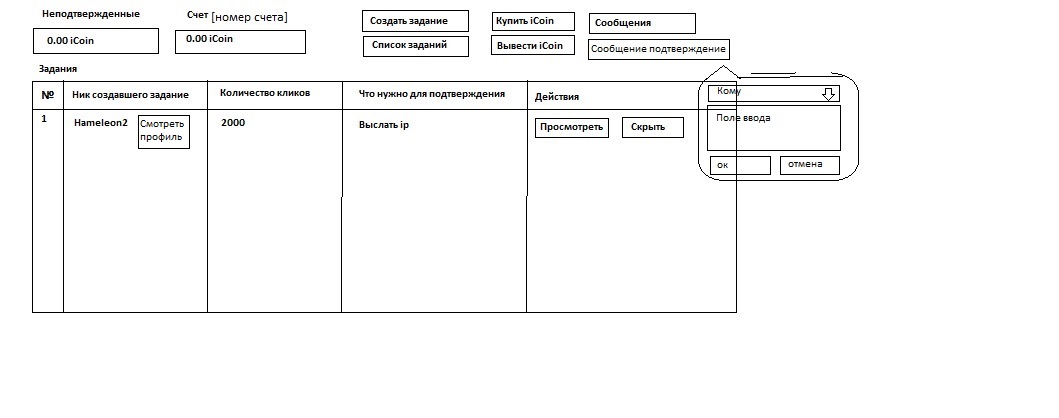 Неподтвержденные
Счет [номер счета]
0.00 iCoin
0.00 iCoin
Создать задание
Купить iCoin
Сообщения
Список заданий
Вывести iCoin
Сообщение подтверждение
Задания
№
Ник создавшего задание
Количество кликов
Что нужно для подтверждения
Действия
Кому
1
Hameleon2
Смотреть
профиль
2000
Выслать ip
Просмотреть
Скрыть
Поле ввода
ок
отмена